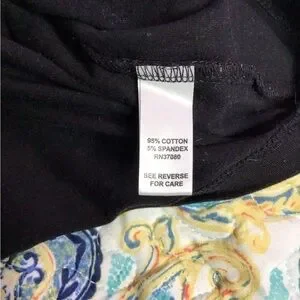 95% COTTON
5% SPANDEX
RN37080
SEE REVERSE
FOR CARE